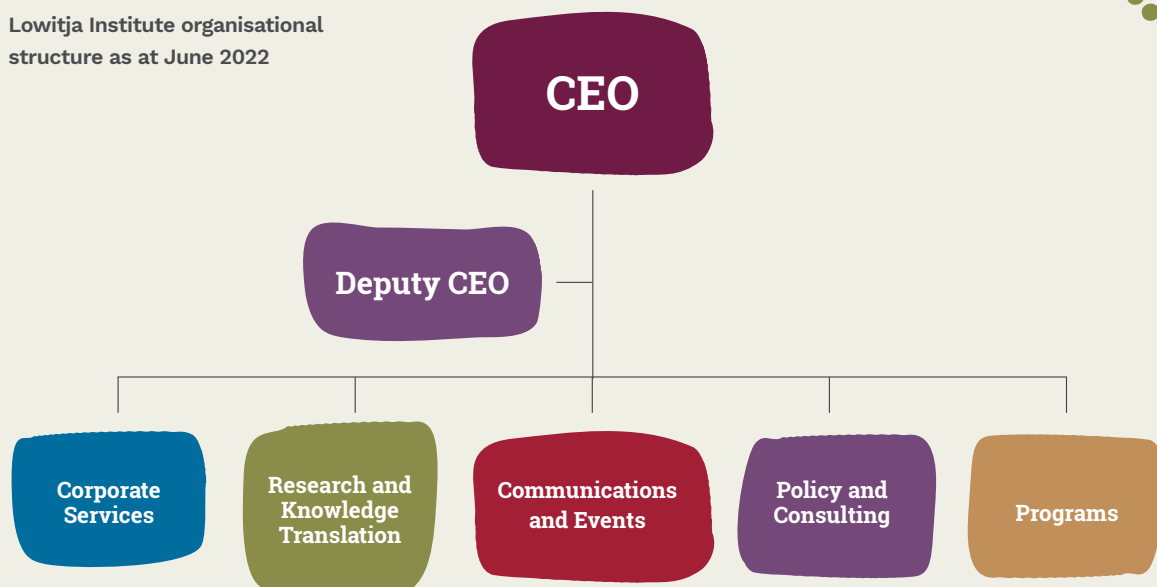 Lowitja Institute organisational
structure as at June 2022
CEO
Deputy CEO
Corporate
Services
Research and
Knowledge
Translation
Communications
and Events
Policy and
Consulting
Programs